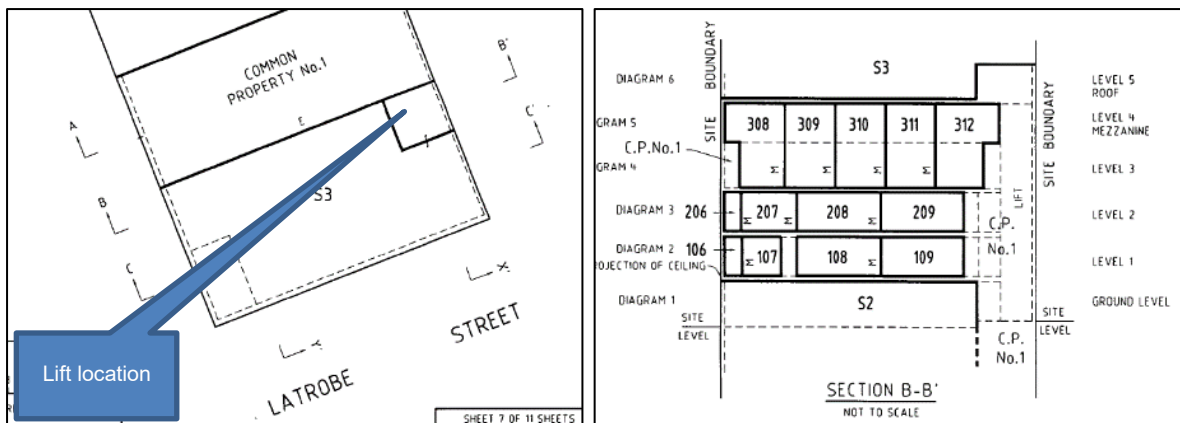 COMMON
PROPERTY No.1
B'
C'
A
E
S3
B
C
X'
Y'
Lift location
LATROBE
STREET
SHEET 7 OF 11 SHEETS
SITE BOUNDARY
SITE BOUNDARY
DIAGRAM 6
S3
LEVEL 5
ROOF
GRAM 5
308 309 310 311 312
LEVEL 4
MEZZANINE
C.P.No.1
GRAM 4
M M M M
LEVEL 3
LIFT
DIAGRAM 3
206 207 208 209
M M M
LEVEL 2
C.P.
No.1
DIAGRAM 2
106 107 108 109
M M
LEVEL 1
OJECTION OF CEILING
DIAGRAM 1
S2
GROUND LEVEL
SITE
LEVEL
SITE
LEVEL
C.P.
No.1
SECTION B-B'
NOT TO SCALE